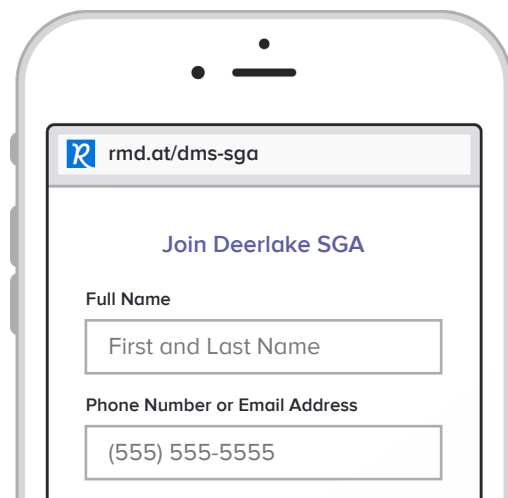 R rmd.at/dms-sga
Join Deerlake SGA
Full Name
First and Last Name
Phone Number or Email Address
(555) 555-5555